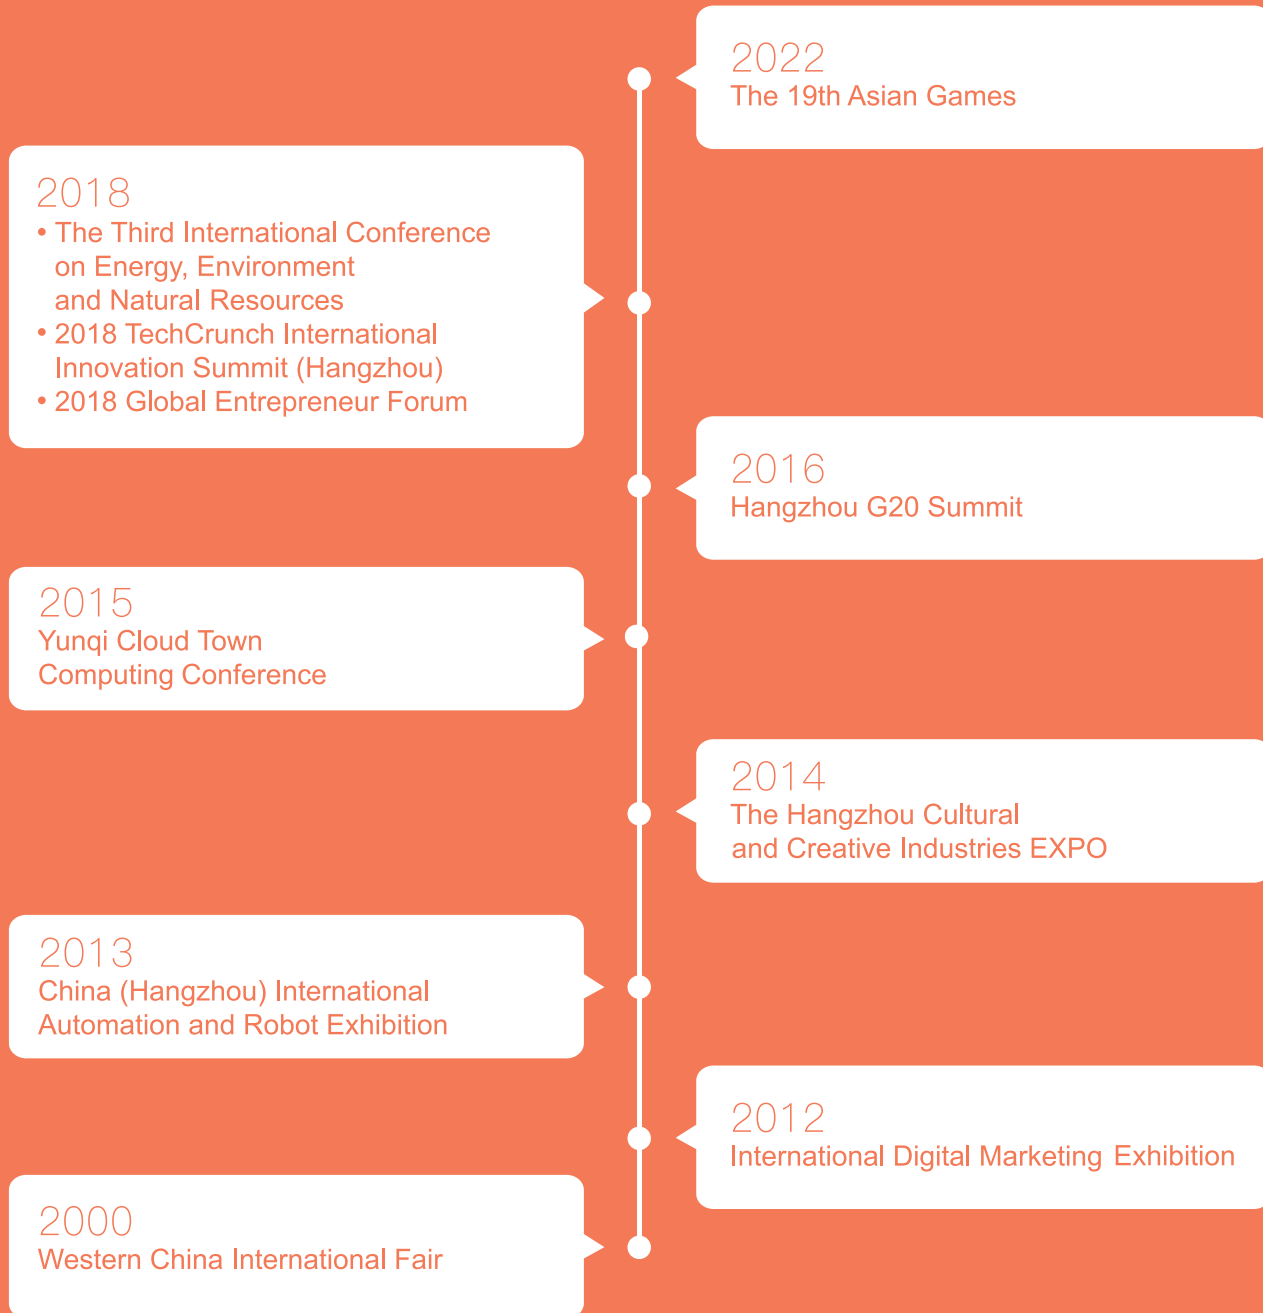 2022
The 19th Asian Games
2018
• The Third International Conference
on Energy, Environment
and Natural Resources
• 2018 TechCrunch International
Innovation Summit (Hangzhou)
• 2018 Global Entrepreneur Forum
2016
Hangzhou G20 Summit
2015
Yunqi Cloud Town
Computing Conference
2014
The Hangzhou Cultural
and Creative Industries EXPO
2013
China (Hangzhou) International
Automation and Robot Exhibition
2012
International Digital Marketing Exhibition
2000
Western China International Fair